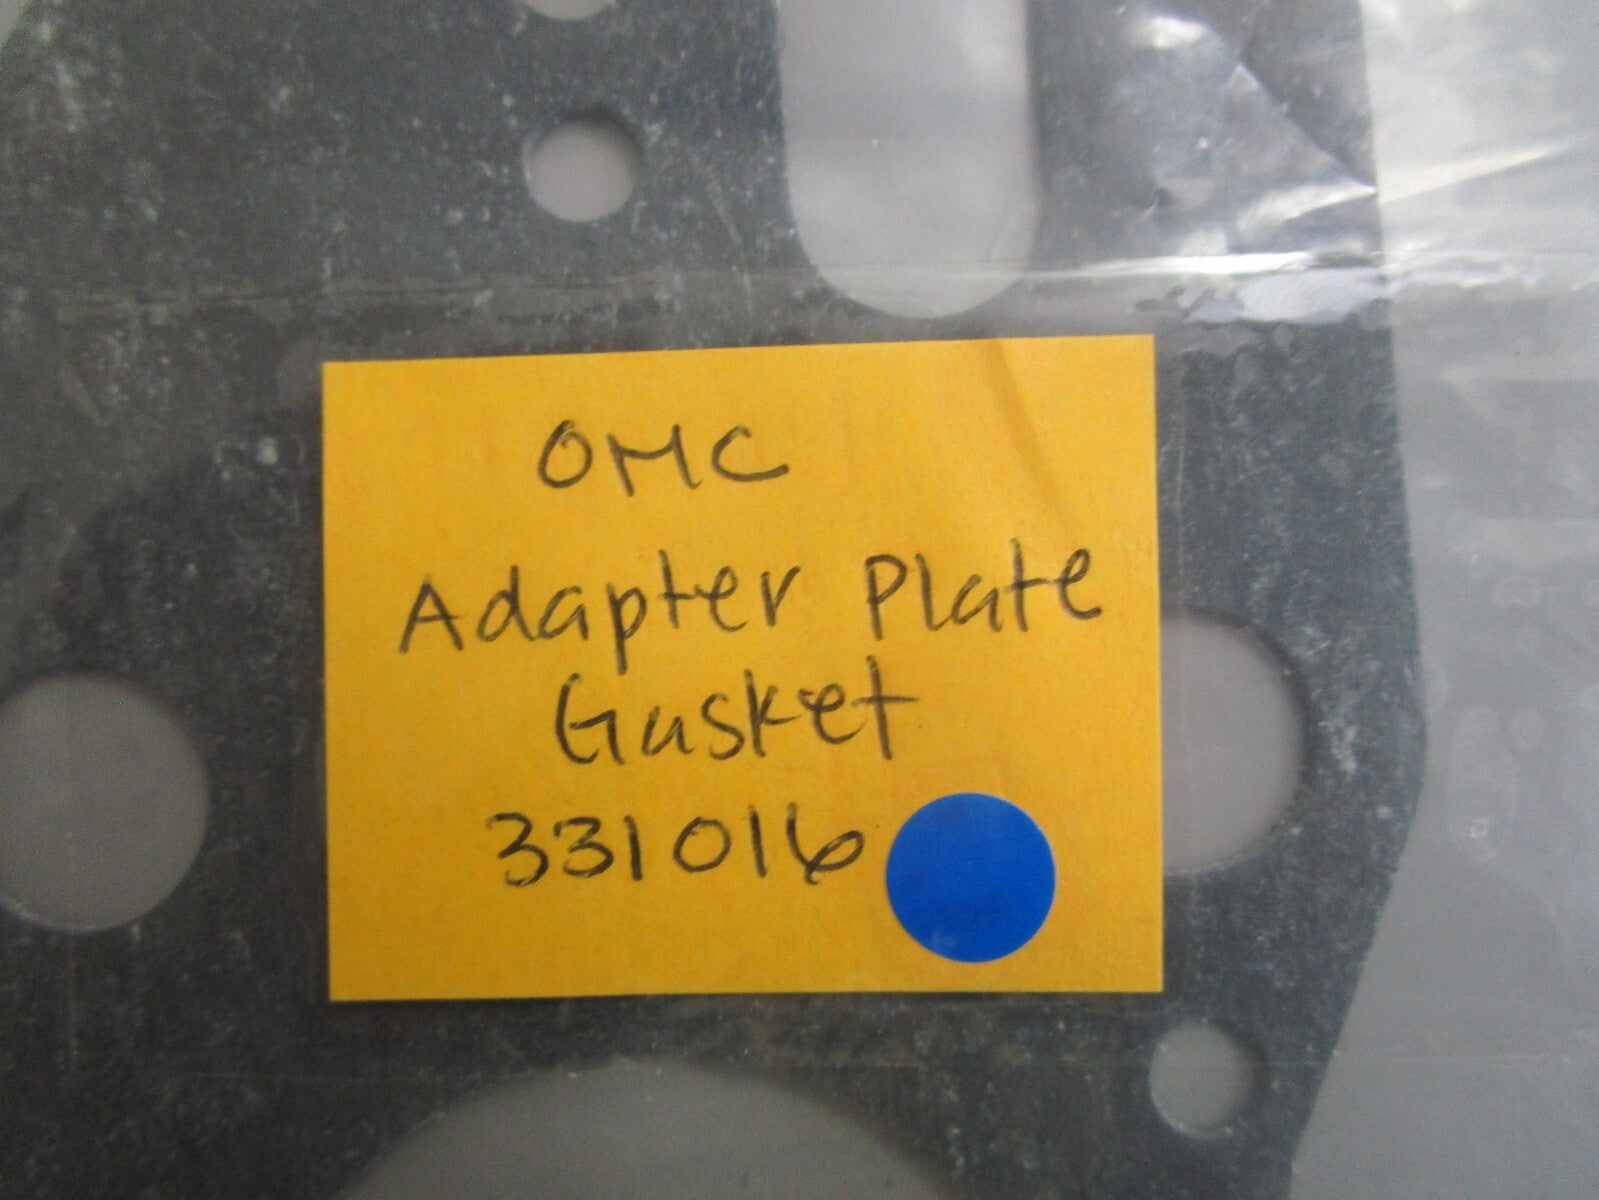 OMC
Adapter Plate
Gasket
331016